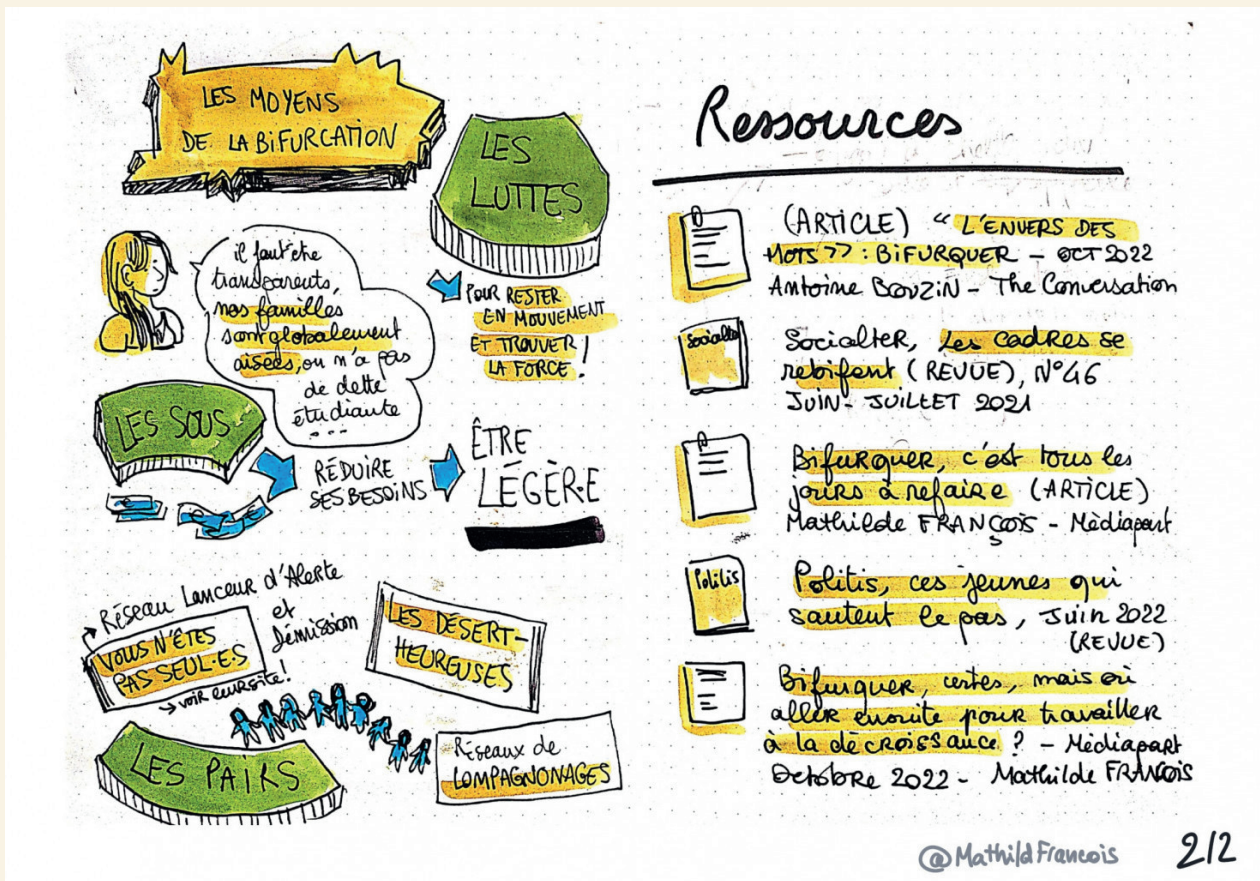 LES MOYENS
DE LA BIFURCATION
LES
LUTTES
POUR RESTER
EN MOUVEMENT
ET TROUVER
LA FORCE !
il faut être
transparents,
nos familles
sont globalement
aisées, on n'a pas
de dette
étudiante
...
LES SOUS
RÉDUIRE
SES BESOINS
ÊTRE
LÉGÈR·E
Réseau Lanceur d'Alerte
et
Démission
VOUS N'ÊTES
PAS SEUL·E·S
voir leur site !
LES DÉSERT-
HEUREUSES
LES PAIRS
Réseaux de
COMPAGNONAGES
Ressources
(ARTICLE) " L'ENVERS DES
MOTS >> : BIFURQUER - OCT 2022
Antoine BOUZIN - The Conversation
Socialter
Socialter, Les cadres se
rebiffent (REVUE), N°46
JUIN - JUILLET 2021
Bifurquer, c'est tous les
jours à refaire (ARTICLE)
Mathilde FRANÇOIS - Médiapart
Politis
Politis, ces jeunes qui
sautent le pas, Juin 2022
(REVUE)
Bifurquer, certes, mais où
aller ensuite pour travailler
à la décroissance ? - Médiapart
Octobre 2022 - Mathilde FRANÇOIS
@MathildFrancois
2/2